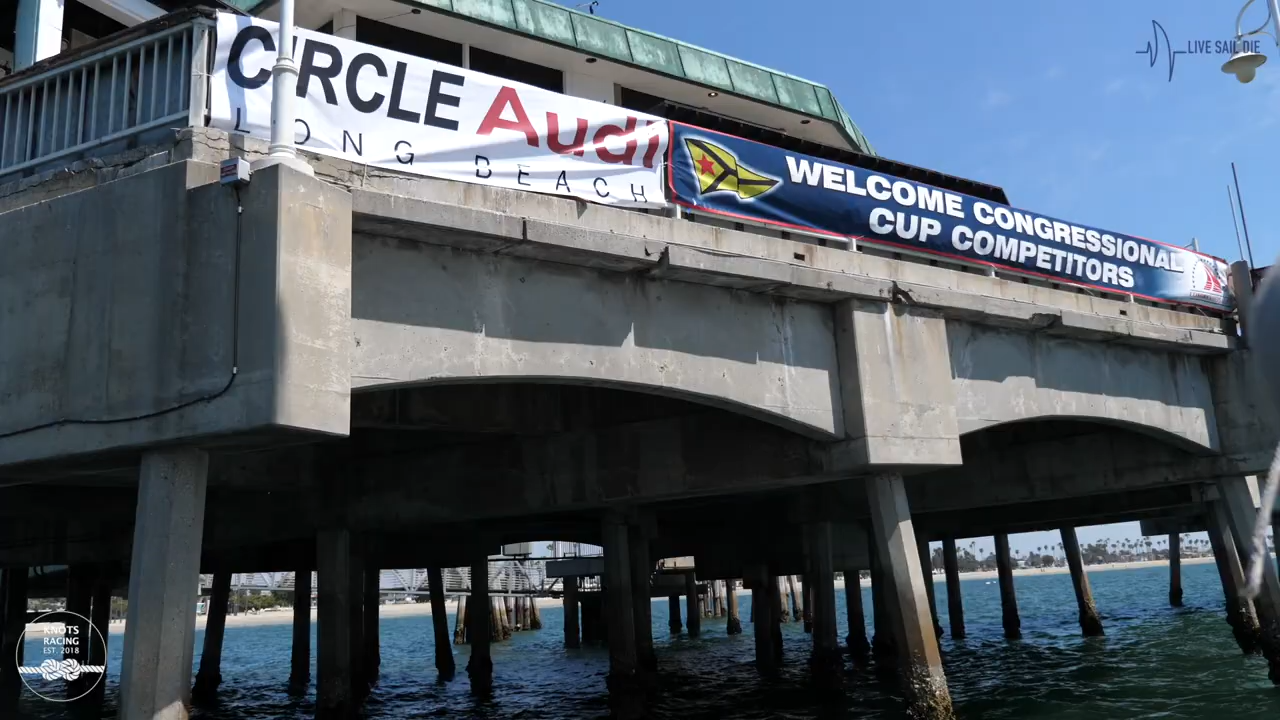 CIRCLE Audi
LONG BEACH
WELCOME CONGRESSIONAL
CUP COMPETITORS
LIVE SAIL DIE
KNOTS
RACING
EST. 2018